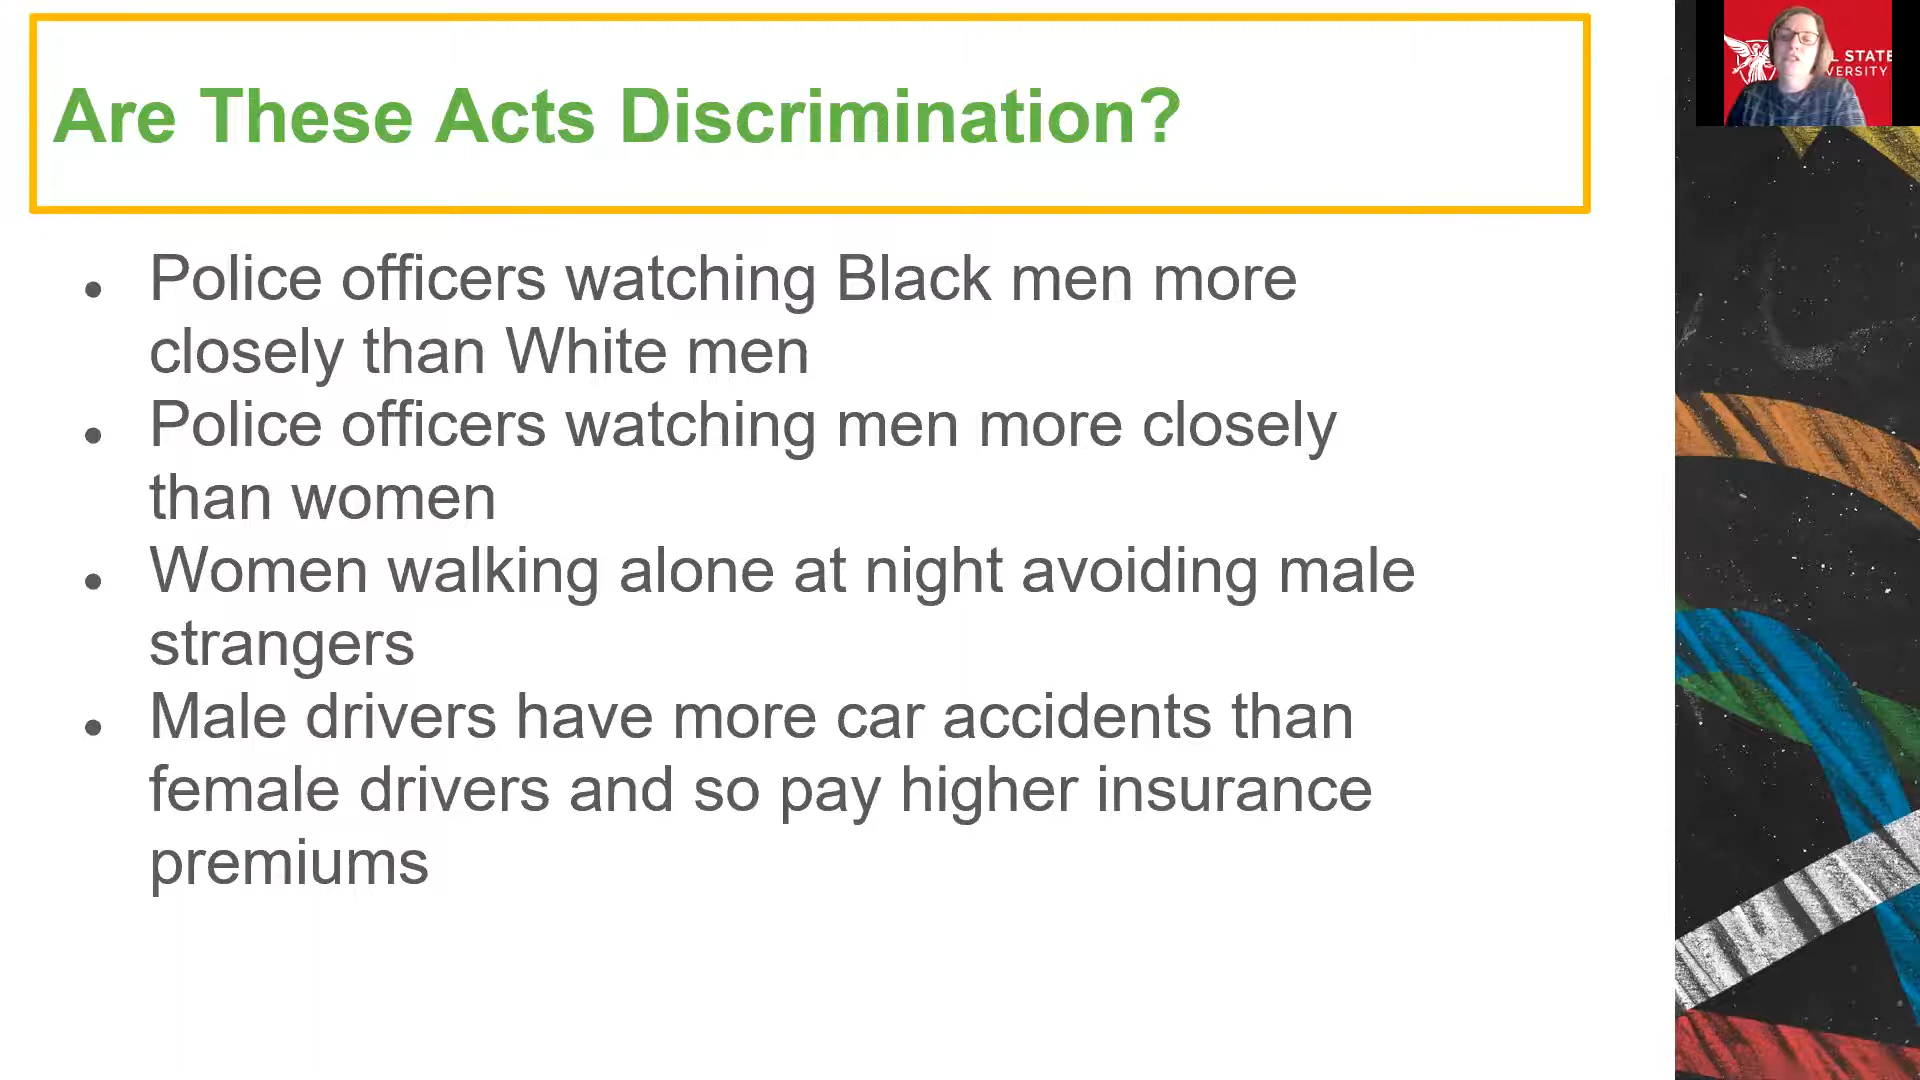 Are These Acts Discrimination?
• Police officers watching Black men more
closely than White men
• Police officers watching men more closely
than women
• Women walking alone at night avoiding male
strangers
• Male drivers have more car accidents than
female drivers and so pay higher insurance
premiums
STATE